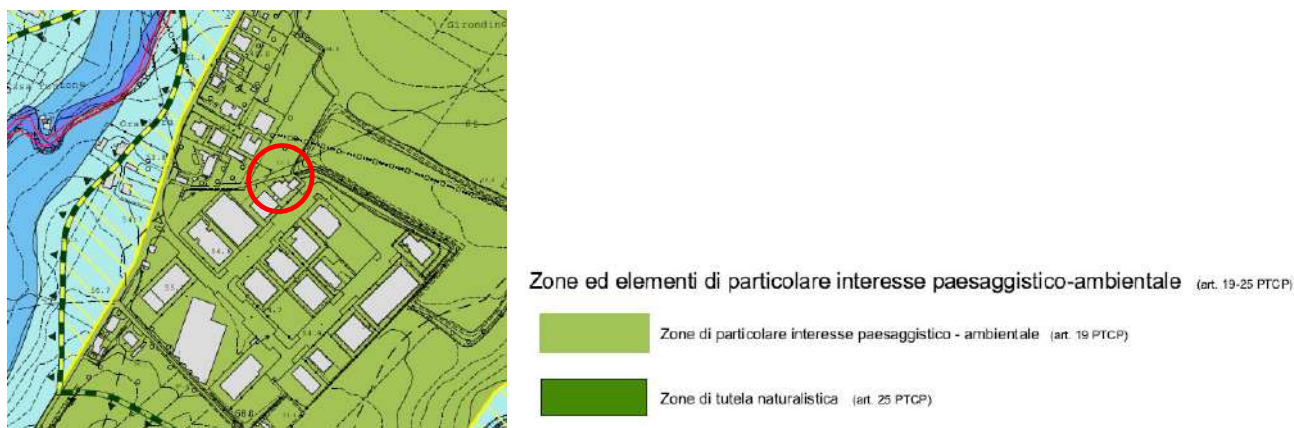 Girondin
Zone ed elementi di particolare interesse paesaggistico-ambientale (art. 19-25 PTCP)
Zone di particolare interesse paesaggistico - ambientale (art. 19 PTCP)
Zone di tutela naturalistica (art. 25 PTCP)